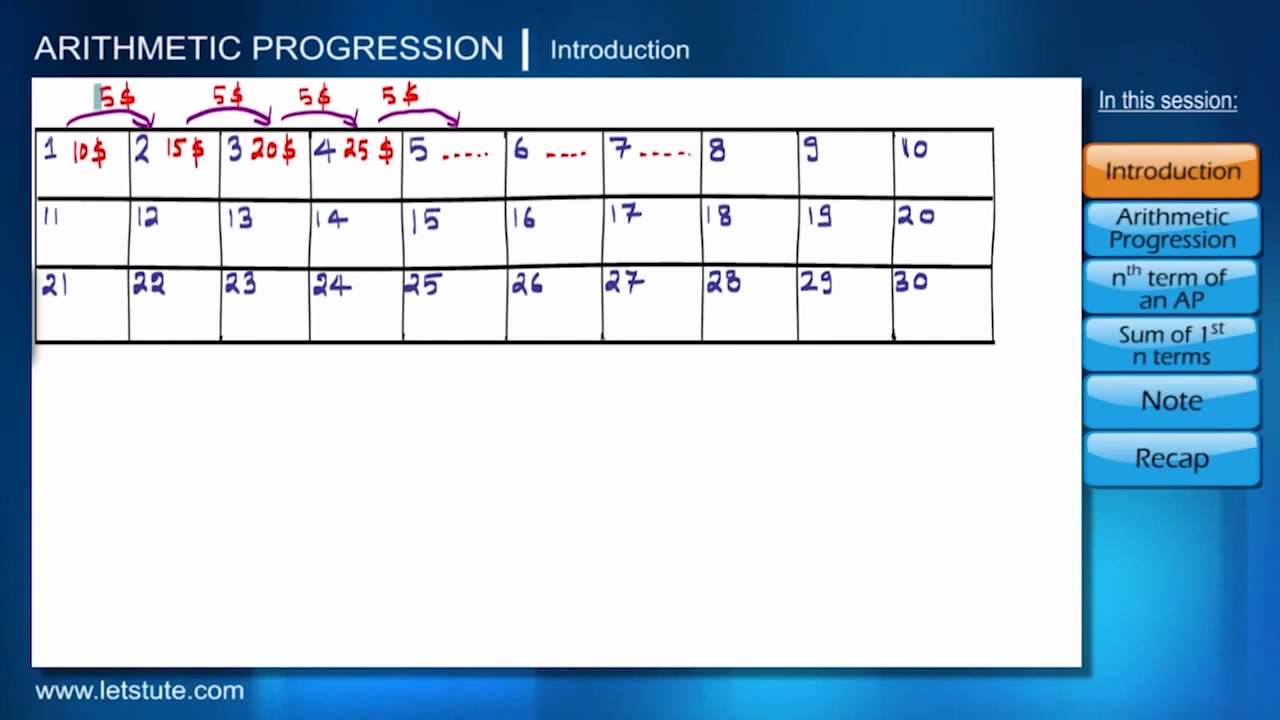 ARITHMETIC PROGRESSION | Introduction
In this session:
5$ 5$ 5$ 5$
1 10$ 2 15$ 3 20$ 4 25$ 5 ..... 6 .... 7 ..... 8 9 10
11 12 13 14 15 16 17 18 19 20
21 22 23 24 25 26 27 28 29 30
Introduction
Arithmetic
Progression
nth term of
an AP
Sum of 1st
n terms
Note
Recap
www.letstute.com